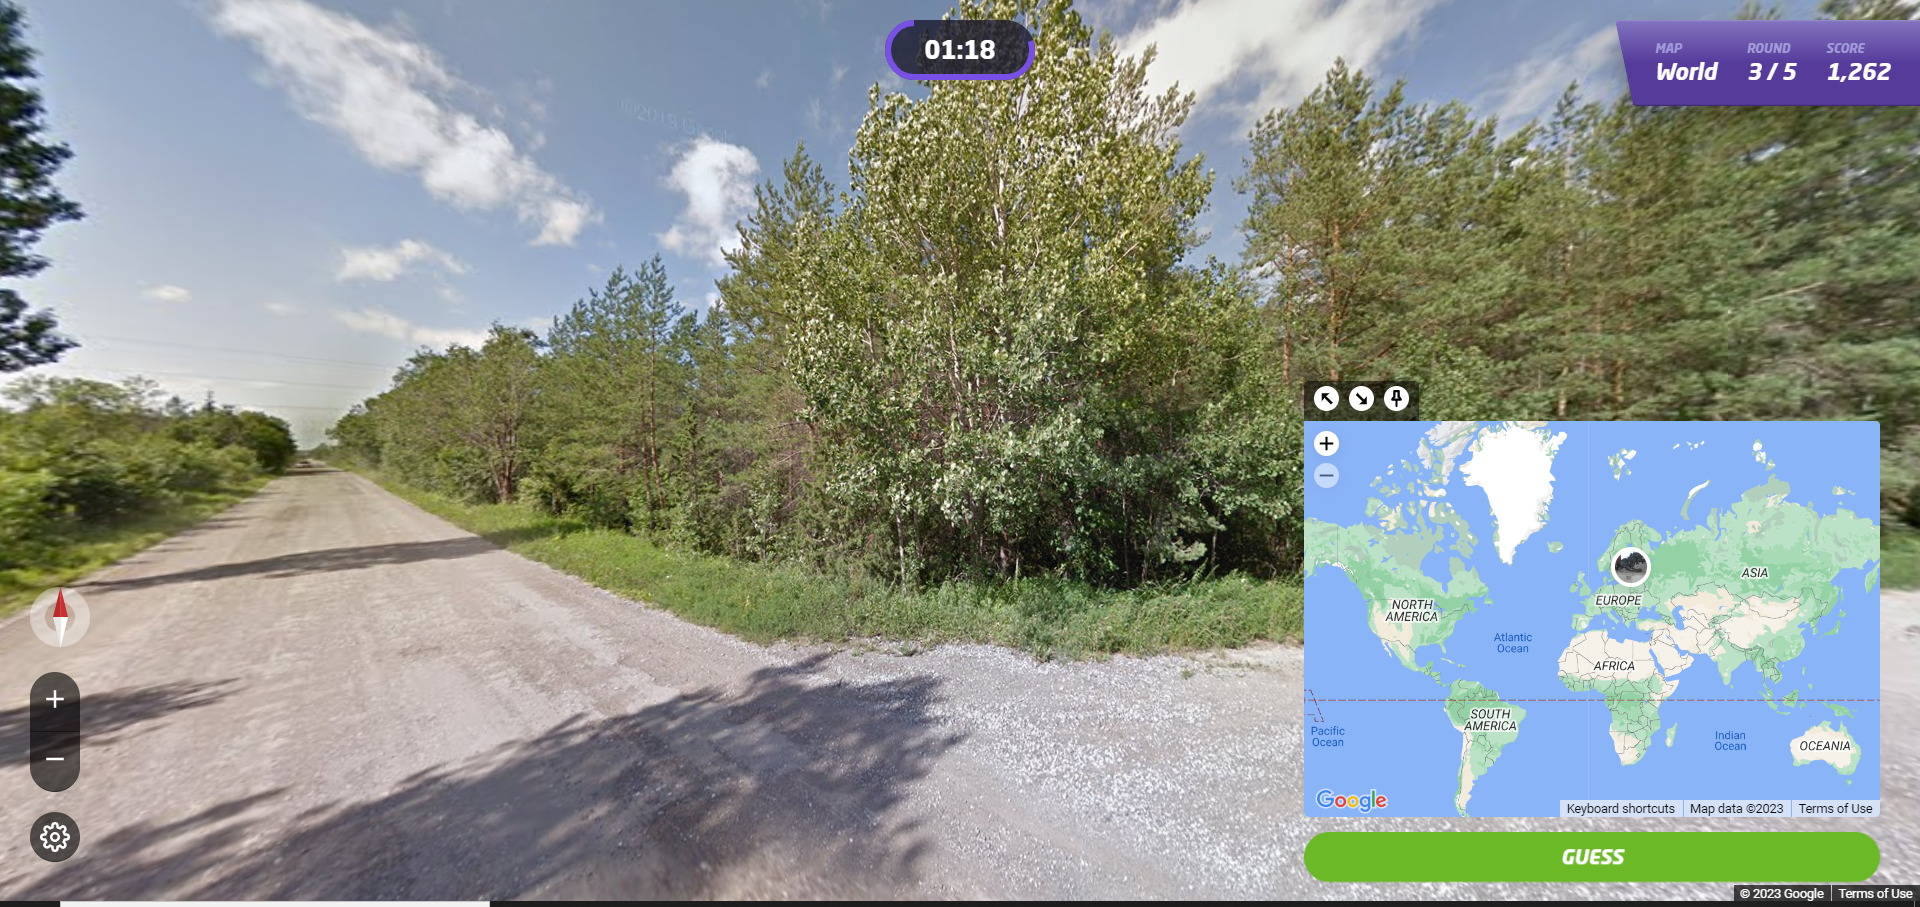 01:18
MAP
World
ROUND
3 / 5
SCORE
1,262
©2019 Google
NORTH
AMERICA
Atlantic
Ocean
EUROPE
ASIA
AFRICA
SOUTH
AMERICA
Pacific
Ocean
Indian
Ocean
OCEANIA
Google
Keyboard shortcuts
Map data ©2023
Terms of Use
GUESS
© 2023 Google
Terms of Use